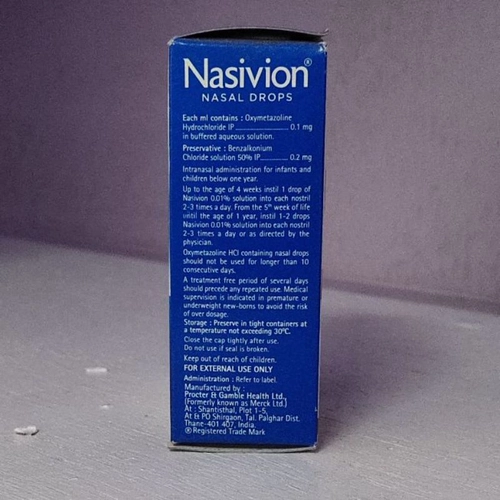 Nasivion®
NASAL DROPS
Each ml contains : Oxymetazoline
Hydrochloride IP.................... 0.1 mg
in buffered aqueous solution.
Preservative : Benzalkonium
Chloride solution 50% IP........... 0.2 mg
Intranasal administration for infants and
children below one year.
Up to the age of 4 weeks instil 1 drop of
Nasivion 0.01% solution into each nostril
2-3 times a day. From the 5th week of life
until the age of 1 year, instil 1-2 drops
Nasivion 0.01% solution into each nostril
2-3 times a day or as directed by the
physician.
Oxymetazoline HCl containing nasal drops
should not be used for longer than 10
consecutive days.
A treatment free period of several days
should precede any repeated use. Medical
supervision is indicated in premature or
underweight new-borns to avoid the risk
of over dosage.
Storage : Preserve in tight containers at
a temperature not exceeding 30°C.
Close the cap tightly after use.
Do not use if seal is broken.
Keep out of reach of children.
FOR EXTERNAL USE ONLY
Administration : Refer to label.
Manufactured by :
Procter & Gamble Health Ltd.,
(Formerly known as Merck Ltd.)
At : Shantisthal, Plot 1-5,
At & PO Shirgaon, Tal. Palghar Dist.
Thane-401 407, India.
® Registered Trade Mark